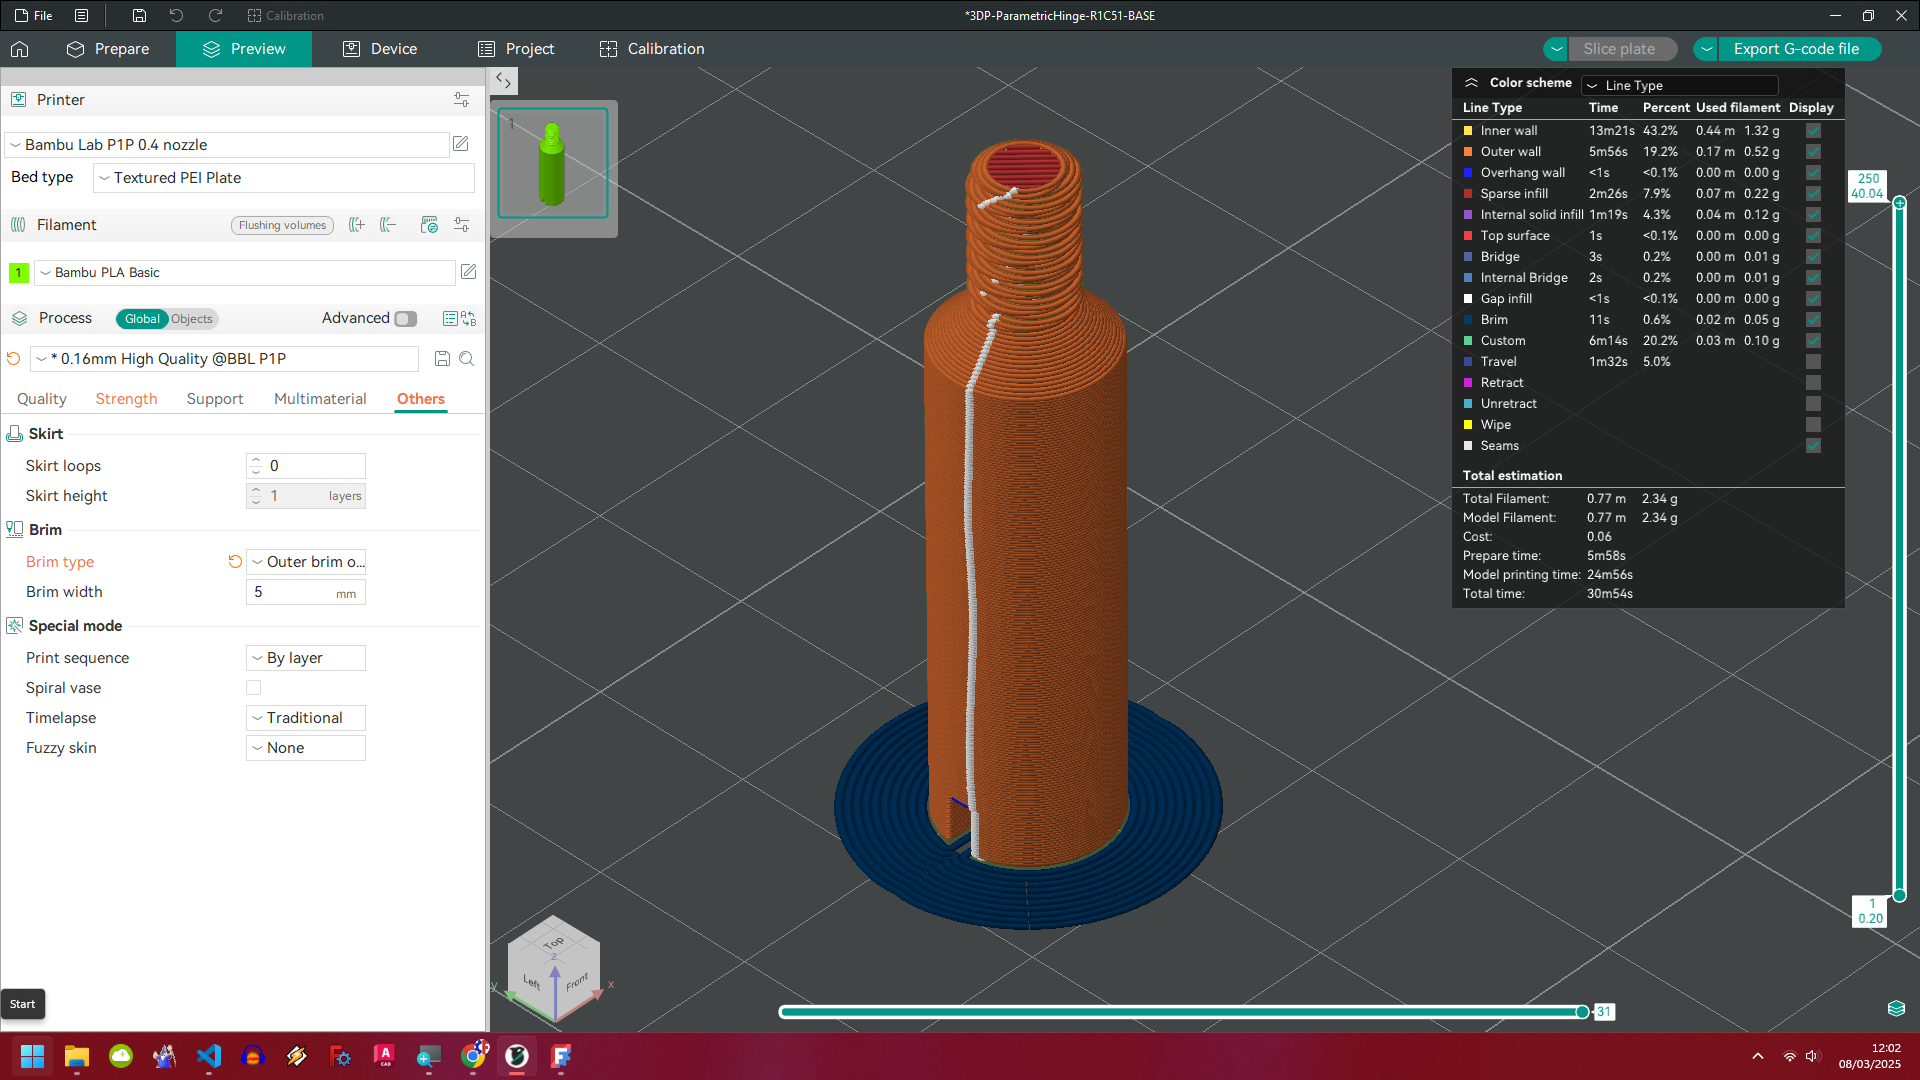 File
Calibration
*3DP-ParametricHinge-R1C51-BASE
Prepare
Preview
Device
Project
Calibration
Slice plate
Export G-code file
Printer
Bambu Lab P1P 0.4 nozzle
Bed type
Textured PEI Plate
Filament
Flushing volumes
1
Bambu PLA Basic
Process
Global
Objects
Advanced
* 0.16mm High Quality @BBL P1P
Quality
Strength
Support
Multimaterial
Others
Skirt
Skirt loops
0
Skirt height
1
layers
Brim
Brim type
Outer brim o...
Brim width
5
mm
Special mode
Print sequence
By layer
Spiral vase
Timelapse
Traditional
Fuzzy skin
None
Start
1
Color scheme
Line Type
Line Type Time Percent Used filament Display
Inner wall 13m21s 43.2% 0.44 m 1.32 g
Outer wall 5m56s 19.2% 0.17 m 0.52 g
Overhang wall <1s <0.1% 0.00 m 0.00 g
Sparse infill 2m26s 7.9% 0.07 m 0.22 g
Internal solid infill 1m19s 4.3% 0.04 m 0.12 g
Top surface 1s <0.1% 0.00 m 0.00 g
Bridge 3s 0.2% 0.00 m 0.01 g
Internal Bridge 2s 0.2% 0.00 m 0.01 g
Gap infill <1s <0.1% 0.00 m 0.00 g
Brim 11s 0.6% 0.02 m 0.05 g
Custom 6m14s 20.2% 0.03 m 0.10 g
Travel 1m32s 5.0%
Retract
Unretract
Wipe
Seams
Total estimation
Total Filament: 0.77 m 2.34 g
Model Filament: 0.77 m 2.34 g
Cost: 0.06
Prepare time: 5m58s
Model printing time: 24m56s
Total time: 30m54s
250
40.04
1
0.20
Top
Left
Front
z
y
x
31
A
CAD
12:02
08/03/2025